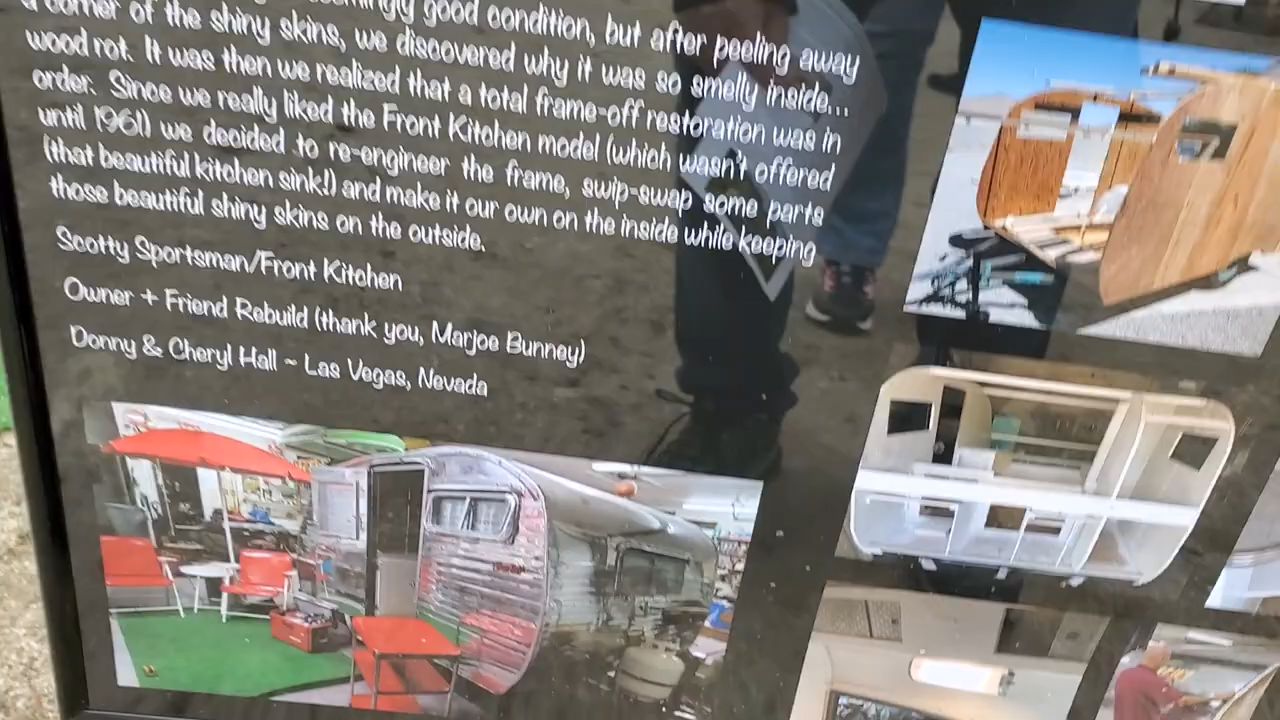 good condition, but after peeling away
a corner of the shiny skins, we discovered why it was so smelly inside...
wood rot. It was then we realized that a total frame-off restoration was in
order. Since we really liked the Front Kitchen model (which wasn't offered
until 1961) we decided to re-engineer the frame, swip-swap some parts
(that beautiful kitchen sink!) and make it our own on the inside while keeping
those beautiful shiny skins on the outside.
Scotty Sportsman/Front Kitchen
Owner + Friend Rebuild (thank you, Marjoe Bunney)
Donny & Cheryl Hall ~ Las Vegas, Nevada